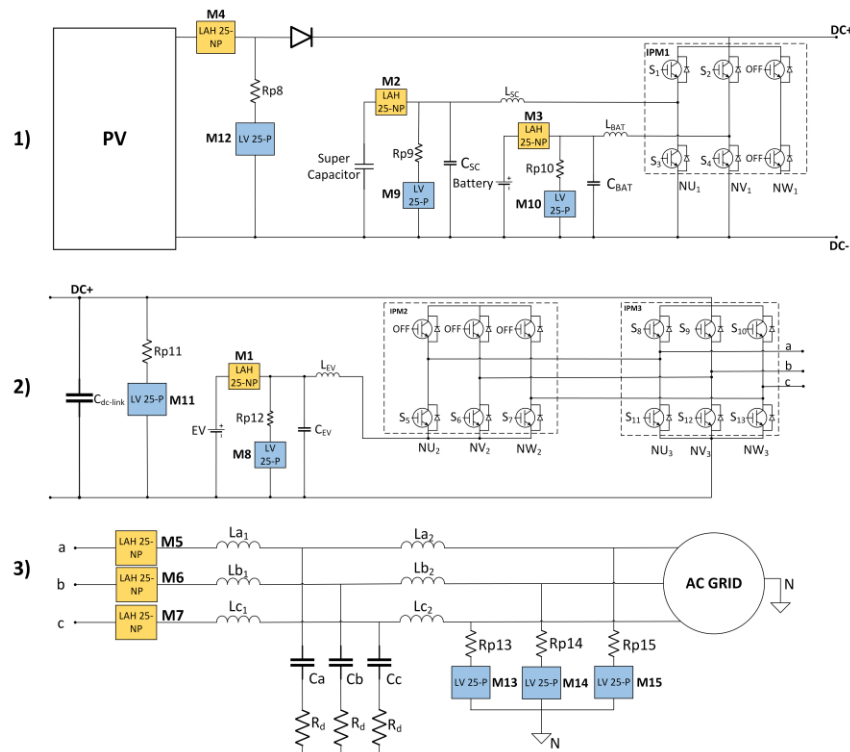 1)
PV
M4
LAH 25-
NP
DC+
Rp8
M12
LV 25-P
M2
LAH
25-NP
Super
Capacitor
Rp9
M9
LV
25-P
CSC
LSC
M3
LAH
25-NP
Battery
Rp10
M10
LV
25-P
LBAT
CBAT
IPM1
S1
S2
OFF
S3
S4
OFF
NU1
NV1
NW1
DC-
2)
DC+
Cdc-link
Rp11
LV 25-P
M11
M1
LAH
25-NP
EV
Rp12
M8
LV
25-P
LEV
CEV
IPM2
OFF
OFF
OFF
S5
S6
S7
NU2
NV2
NW2
IPM3
S8
S9
S10
a
b
c
S11
S12
S13
NU3
NV3
NW3
3)
a
LAH 25-
NP
M5
La1
La2
b
LAH 25-
NP
M6
Lb1
Lb2
c
LAH 25-
NP
M7
Lc1
Lc2
AC GRID
N
Ca
Cb
Cc
Rd
Rd
Rd
Rp13
Rp14
Rp15
LV 25-P
M13
LV 25-P
M14
LV 25-P
M15
N